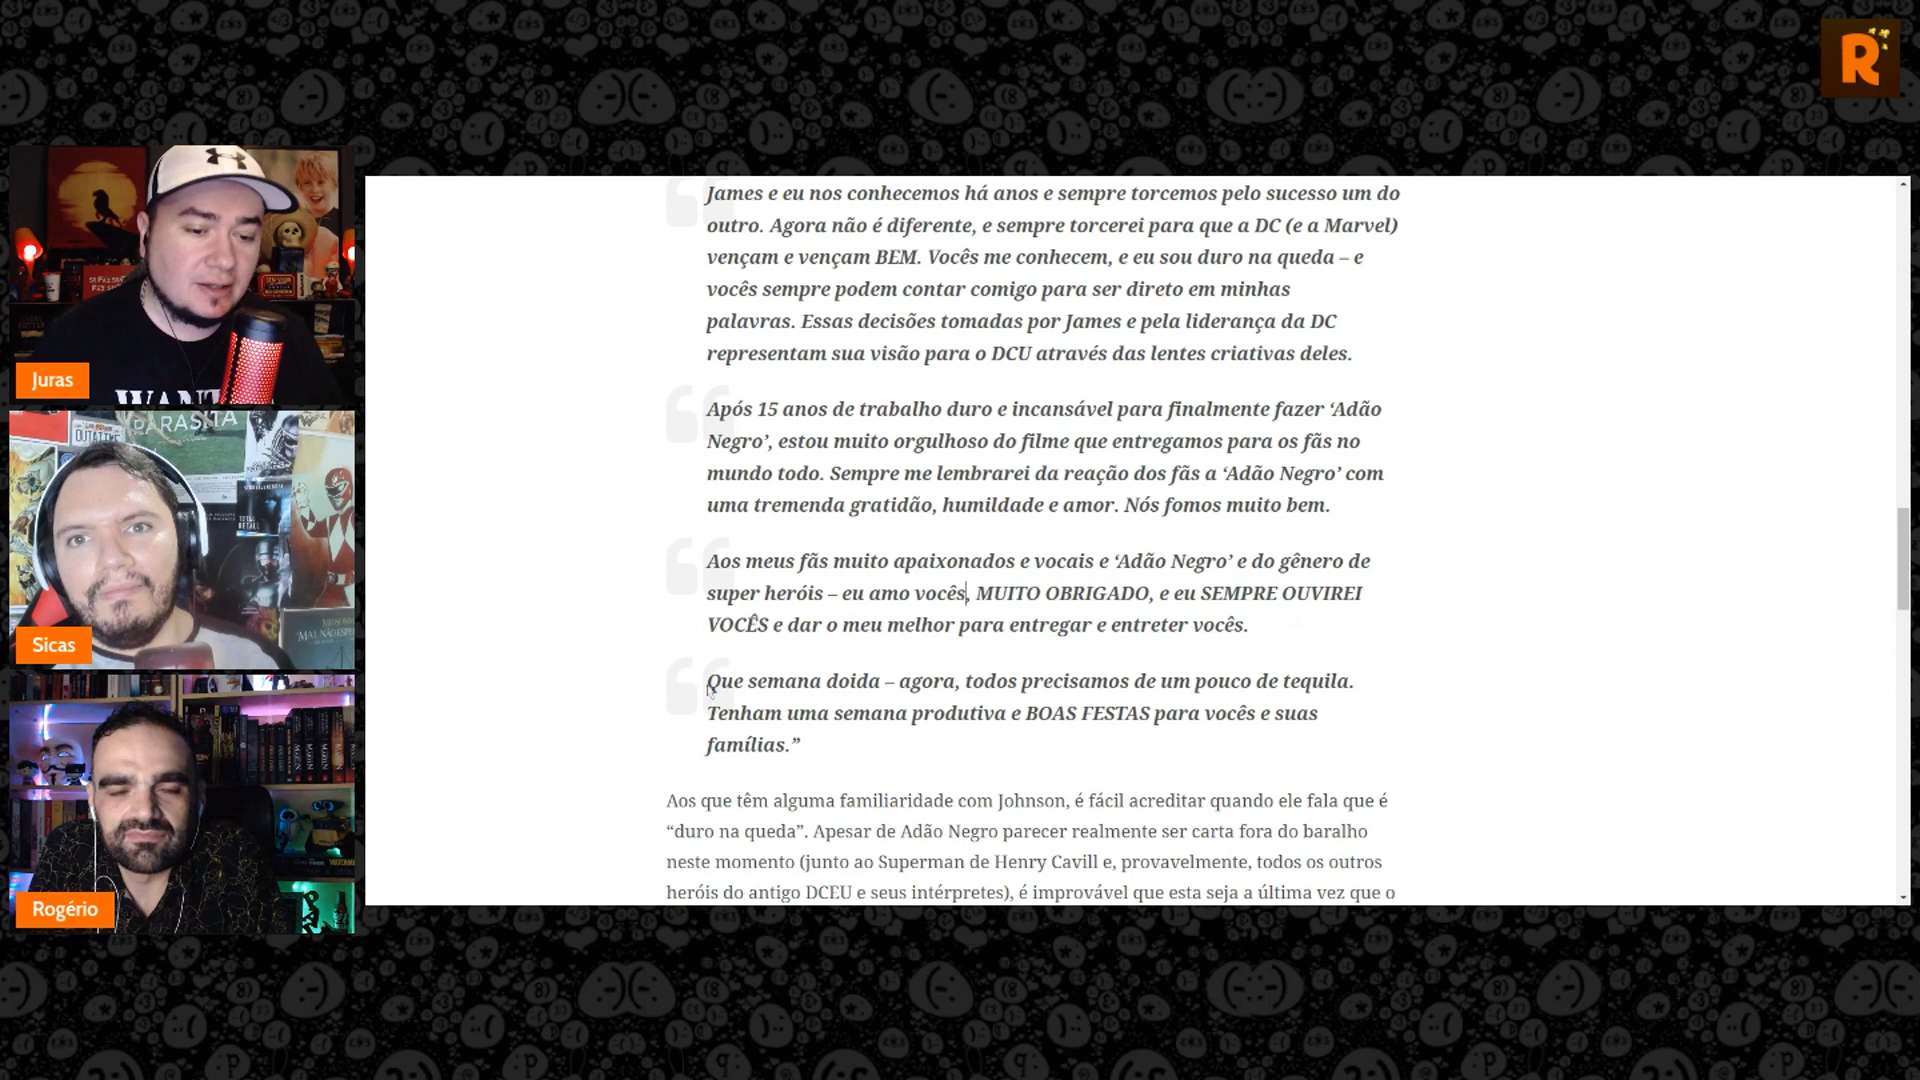 R
James e eu nos conhecemos há anos e sempre torcemos pelo sucesso um do
outro. Agora não é diferente, e sempre torcerei para que a DC (e a Marvel)
vençam e vençam BEM. Vocês me conhecem, e eu sou duro na queda – e
vocês sempre podem contar comigo para ser direto em minhas
palavras. Essas decisões tomadas por James e pela liderança da DC
representam sua visão para o DCU através das lentes criativas deles.
Após 15 anos de trabalho duro e incansável para finalmente fazer ‘Adão
Negro’, estou muito orgulhoso do filme que entregamos para os fãs no
mundo todo. Sempre me lembrarei da reação dos fãs a ‘Adão Negro’ com
uma tremenda gratidão, humildade e amor. Nós fomos muito bem.
Aos meus fãs muito apaixonados e vocais e ‘Adão Negro’ e do gênero de
super heróis – eu amo vocês, MUITO OBRIGADO, e eu SEMPRE OUVIREI
VOCÊS e dar o meu melhor para entregar e entreter vocês.
Que semana doida – agora, todos precisamos de um pouco de tequila.
Tenham uma semana produtiva e BOAS FESTAS para vocês e suas
famílias.”
Aos que têm alguma familiaridade com Johnson, é fácil acreditar quando ele fala que é
“duro na queda”. Apesar de Adão Negro parecer realmente ser carta fora do baralho
neste momento (junto ao Superman de Henry Cavill e, provavelmente, todos os outros
heróis do antigo DCEU e seus intérpretes), é improvável que esta seja a última vez que o
Juras
PARASITA
OUTATIME
Sicas
Rogério